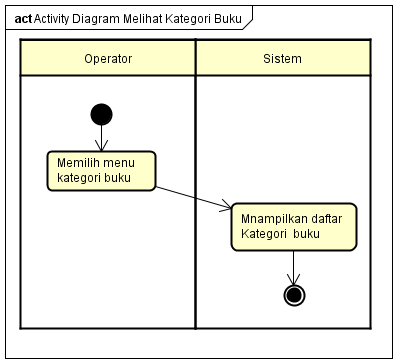 act Activity Diagram Melihat Kategori Buku
Operator
Sistem
Memilih menu
kategori buku
Mnampilkan daftar
Kategori buku